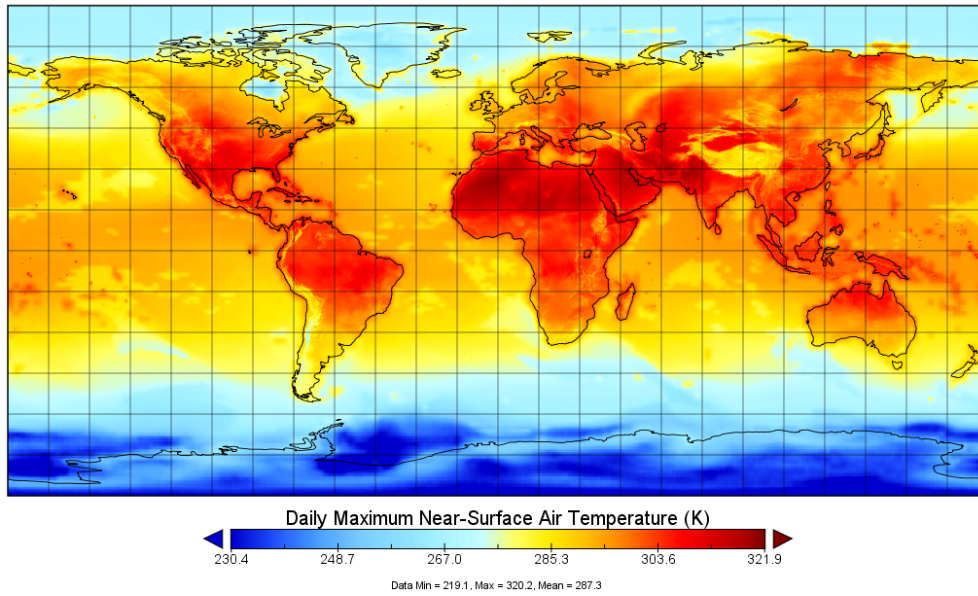 Daily Maximum Near-Surface Air Temperature (K)
230.4 248.7 267.0 285.3 303.6 321.9
Data Min = 219.1, Max = 320.2, Mean = 287.3